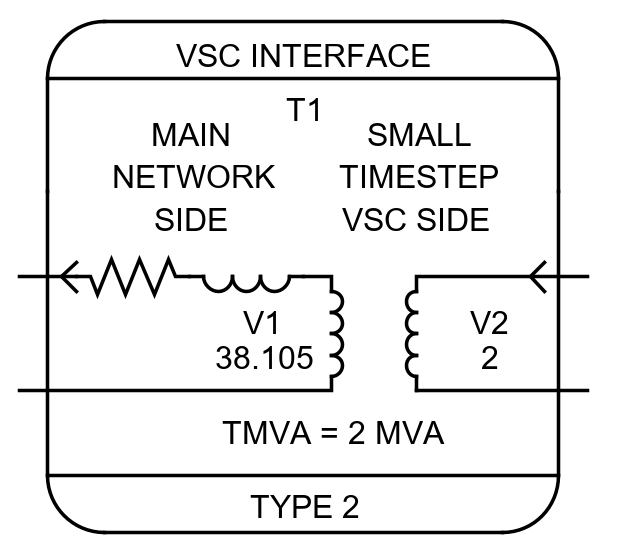 VSC INTERFACE
T1
MAIN
NETWORK
SIDE
SMALL
TIMESTEP
VSC SIDE
V1
38.105
V2
2
TMVA = 2 MVA
TYPE 2